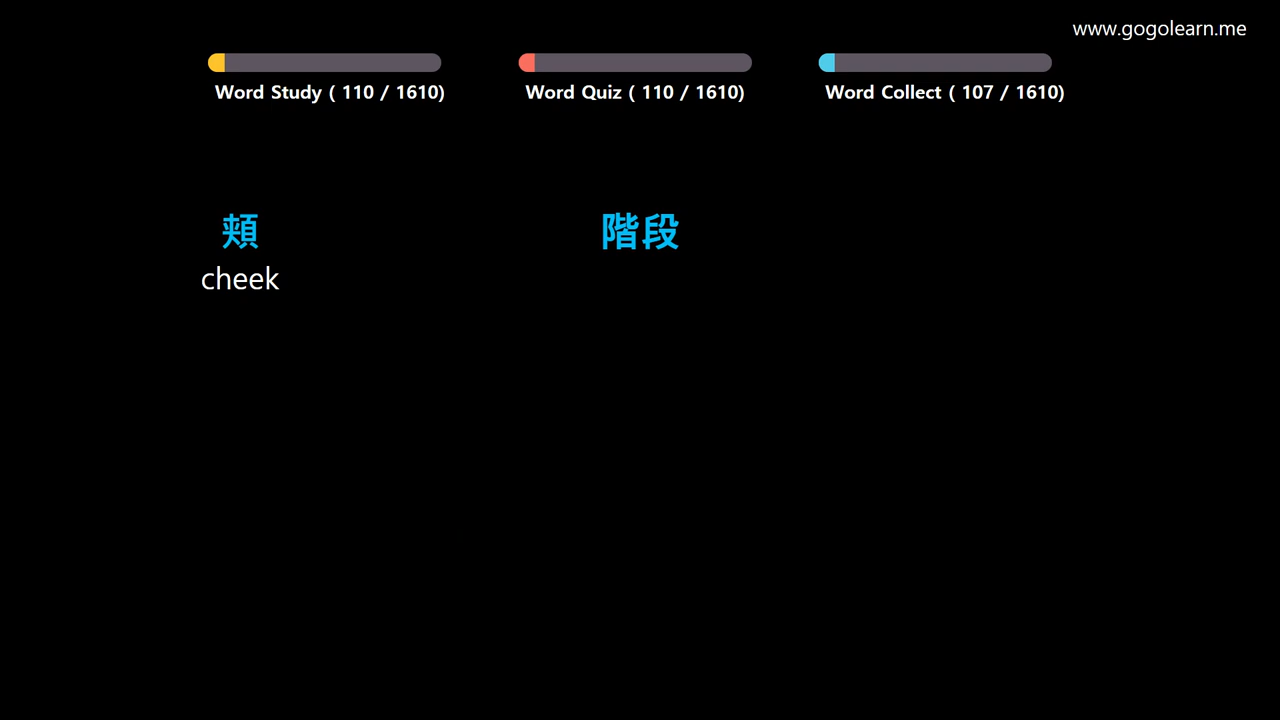 www.gogolearn.me
Word Study ( 110 / 1610)
Word Quiz ( 110 / 1610)
Word Collect ( 107 / 1610)
頬
階段
cheek